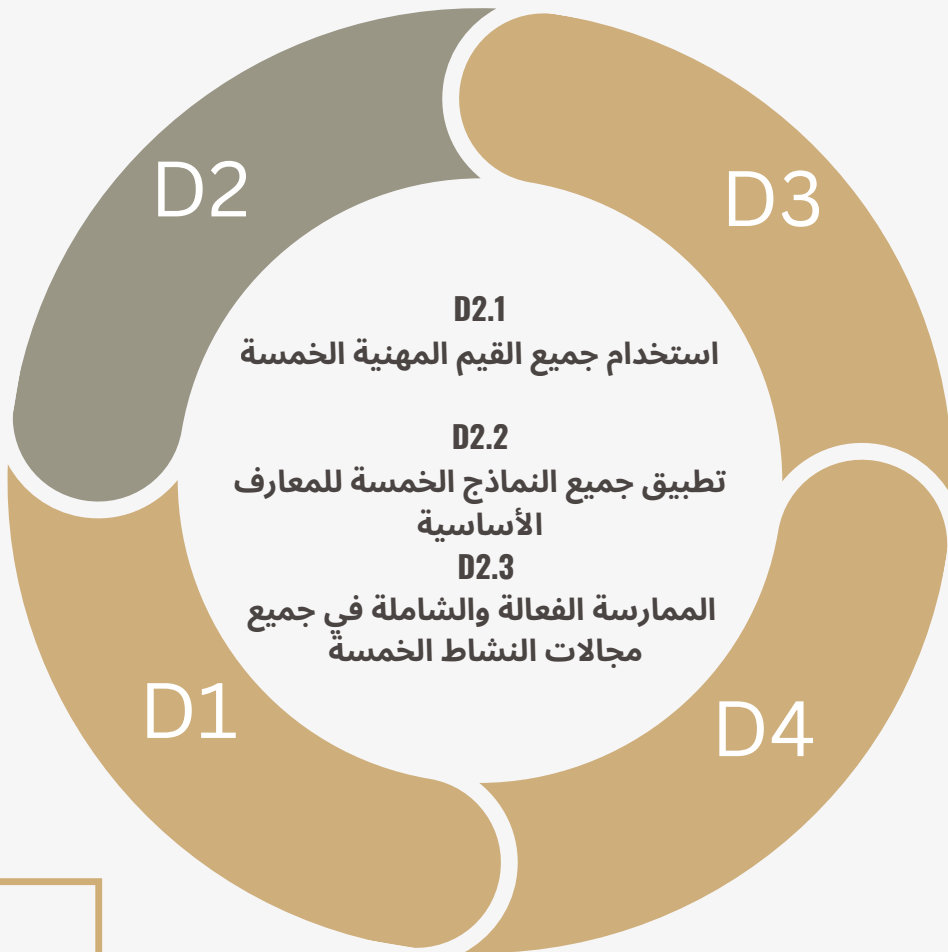 D2
D3
D2.1
استخدام جميع القيم المهنية الخمسة
D2.2
تطبيق جميع النماذج الخمسة للمعارف
الأساسية
D2.3
الممارسة الفعالة والشاملة في جميع
مجالات النشاط الخمسة
D1
D4